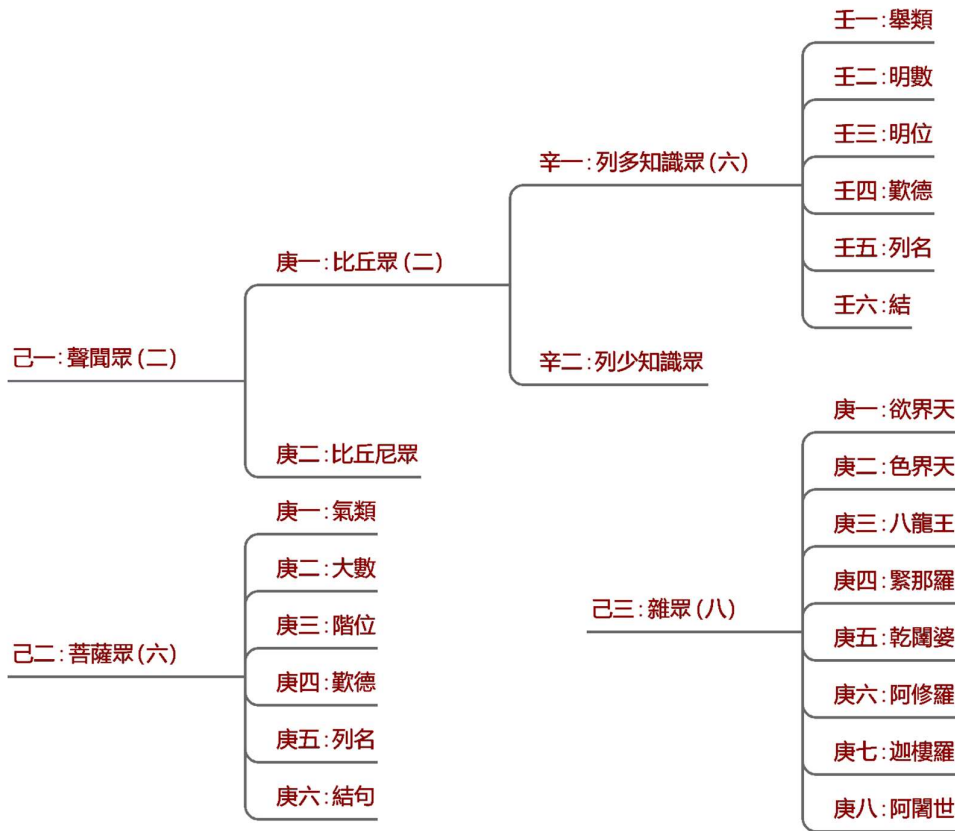 己一：聲聞眾（二）
庚一：比丘眾（二）
辛一：列多知識眾（六）
壬一：舉類
壬二：明數
壬三：明位
壬四：歎德
壬五：列名
壬六：結
辛二：列少知識眾
庚二：比丘尼眾
己二：菩薩眾（六）
庚一：氣類
庚二：大數
庚三：階位
庚四：歎德
庚五：列名
庚六：結句
己三：雜眾（八）
庚一：欲界天
庚二：色界天
庚三：八龍王
庚四：緊那羅
庚五：乾闥婆
庚六：阿修羅
庚七：迦樓羅
庚八：阿闍世